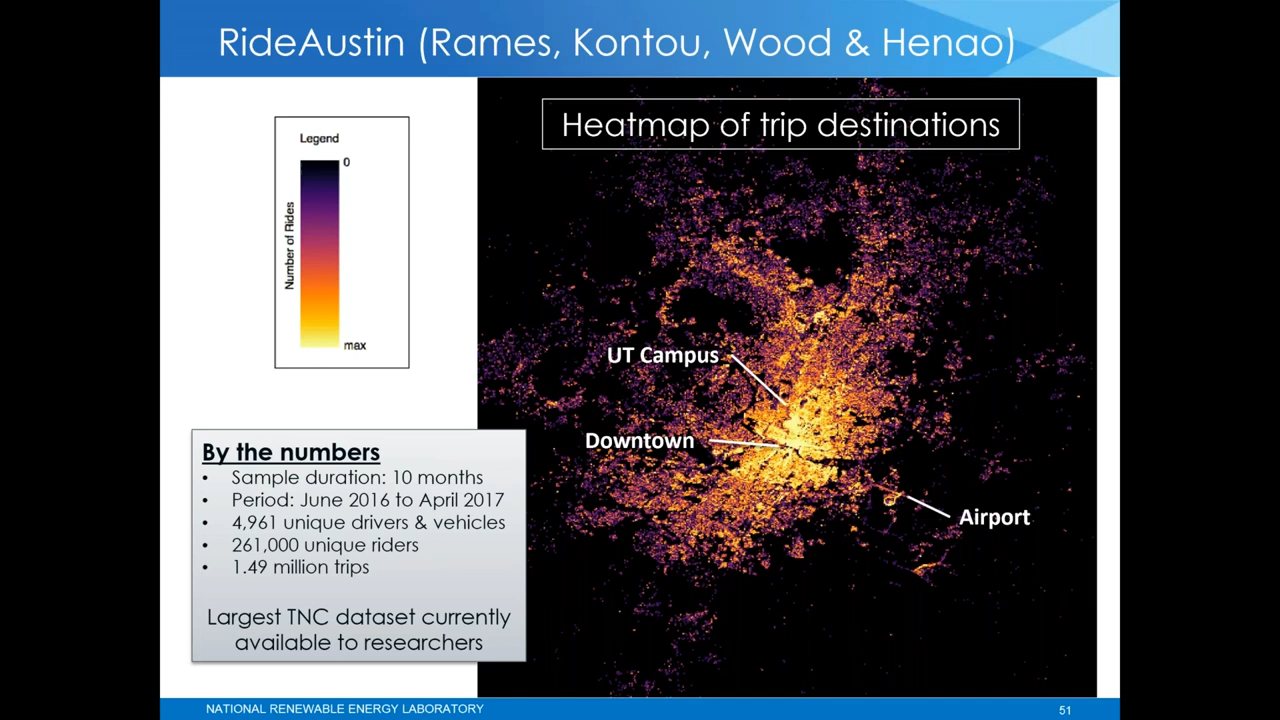 RideAustin (Rames, Kontou, Wood & Henao)
Legend
0
Number of Rides
max
Heatmap of trip destinations
UT Campus
Downtown
Airport
By the numbers
• Sample duration: 10 months
• Period: June 2016 to April 2017
• 4,961 unique drivers & vehicles
• 261,000 unique riders
• 1.49 million trips
Largest TNC dataset currently
available to researchers
NATIONAL RENEWABLE ENERGY LABORATORY
51